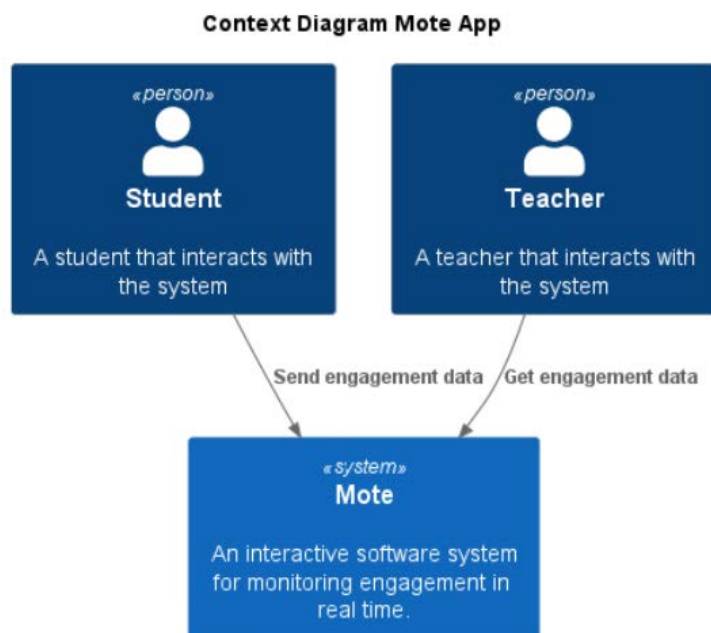 Context Diagram Mote App
«person»
Student
A student that interacts with
the system
«person»
Teacher
A teacher that interacts with
the system
Send engagement data
Get engagement data
«system»
Mote
An interactive software system
for monitoring engagement in
real time.